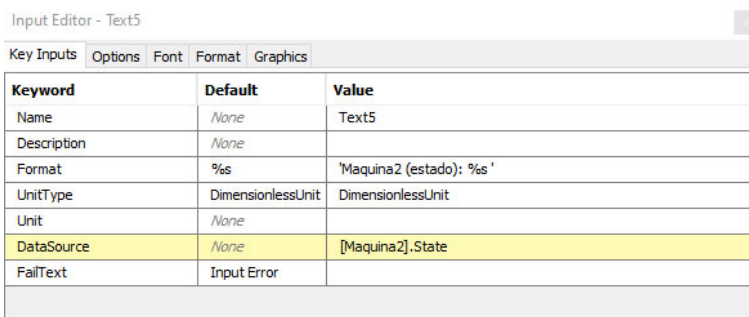 Input Editor - Text5
Key Inputs Options Font Format Graphics
Keyword Default Value
Name None Text5
Description None
Format %s 'Maquina2 (estado): %s '
UnitType DimensionlessUnit DimensionlessUnit
Unit None
DataSource None [Maquina2].State
FailText Input Error